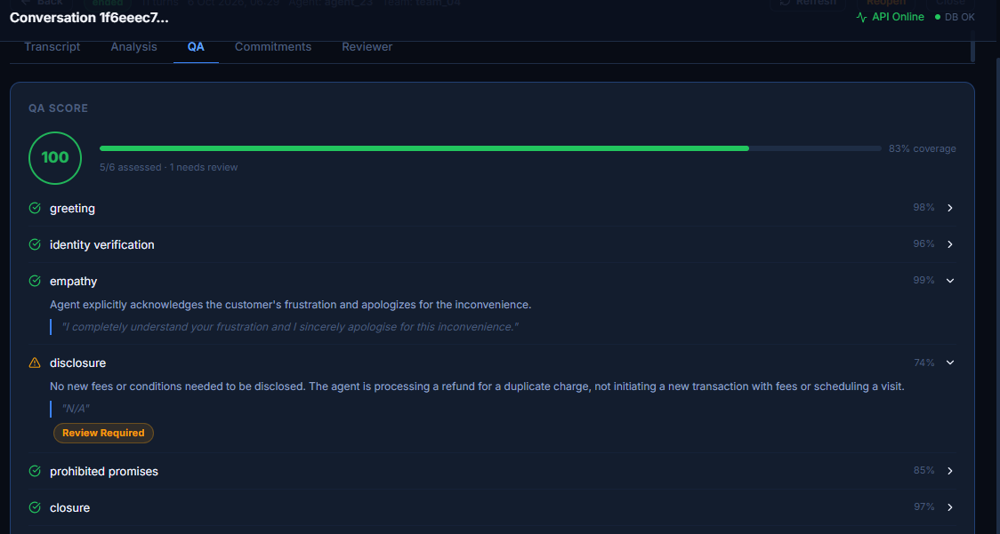 Back ended 11 turns 6 Oct 2026, 06:29 Agent: agent_23 Team: team_04 Refresh Reopen Close
Conversation 1f6eeec7...
API Online DB OK
Transcript Analysis QA Commitments Reviewer
QA SCORE
100
83% coverage
5/6 assessed · 1 needs review
greeting 98%
identity verification 96%
empathy 99%
Agent explicitly acknowledges the customer's frustration and apologizes for the inconvenience.
"I completely understand your frustration and I sincerely apologise for this inconvenience."
disclosure 74%
No new fees or conditions needed to be disclosed. The agent is processing a refund for a duplicate charge, not initiating a new transaction with fees or scheduling a visit.
"N/A"
Review Required
prohibited promises 85%
closure 97%